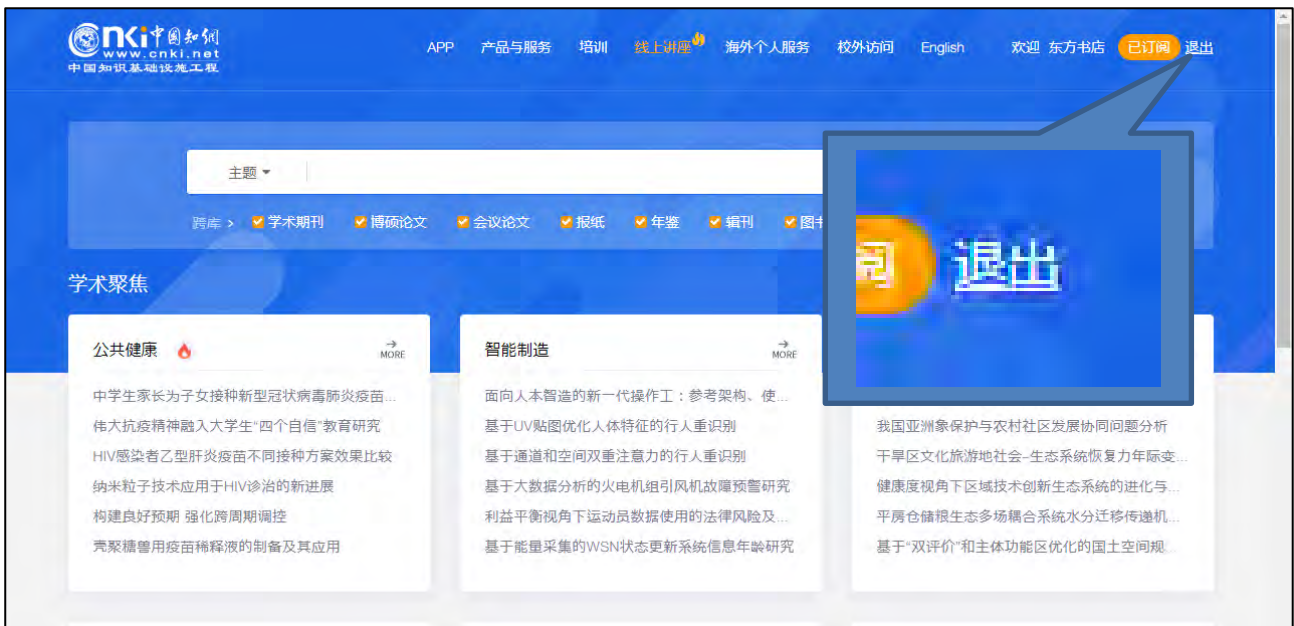 cnki中国知网
www.cnki.net
中国知识基础设施工程
APP 产品与服务 培训 线上讲座 海外个人服务 校外访问 English 欢迎 东方书店 已订阅 退出
主题
跨库 > 学术期刊 博硕论文 会议论文 报纸 年鉴 辑刊 图
阅 退出
学术聚焦
公共健康 MORE
中学生家长为子女接种新型冠状病毒肺炎疫苗...
伟大抗疫精神融入大学生“四个自信”教育研究
HIV感染者乙型肝炎疫苗不同接种方案效果比较
纳米粒子技术应用于HIV诊治的新进展
构建良好预期 强化跨周期调控
壳聚糖兽用疫苗稀释液的制备及其应用
智能制造 MORE
面向人本智造的新一代操作工：参考架构、使...
基于UV贴图优化人体特征的行人重识别
基于通道和空间双重注意力的行人重识别
基于大数据分析的火电机组引风机故障预警研究
利益平衡视角下运动员数据使用的法律风险及...
基于能量采集的WSN状态更新系统信息年龄研究
我国亚洲象保护与农村社区发展协同问题分析
干旱区文化旅游地社会-生态系统恢复力年际变...
健康度视角下区域技术创新生态系统的进化与...
平房仓储粮生态多场耦合系统水分迁移传递机...
基于“双评价”和主体功能区优化的国土空间规...